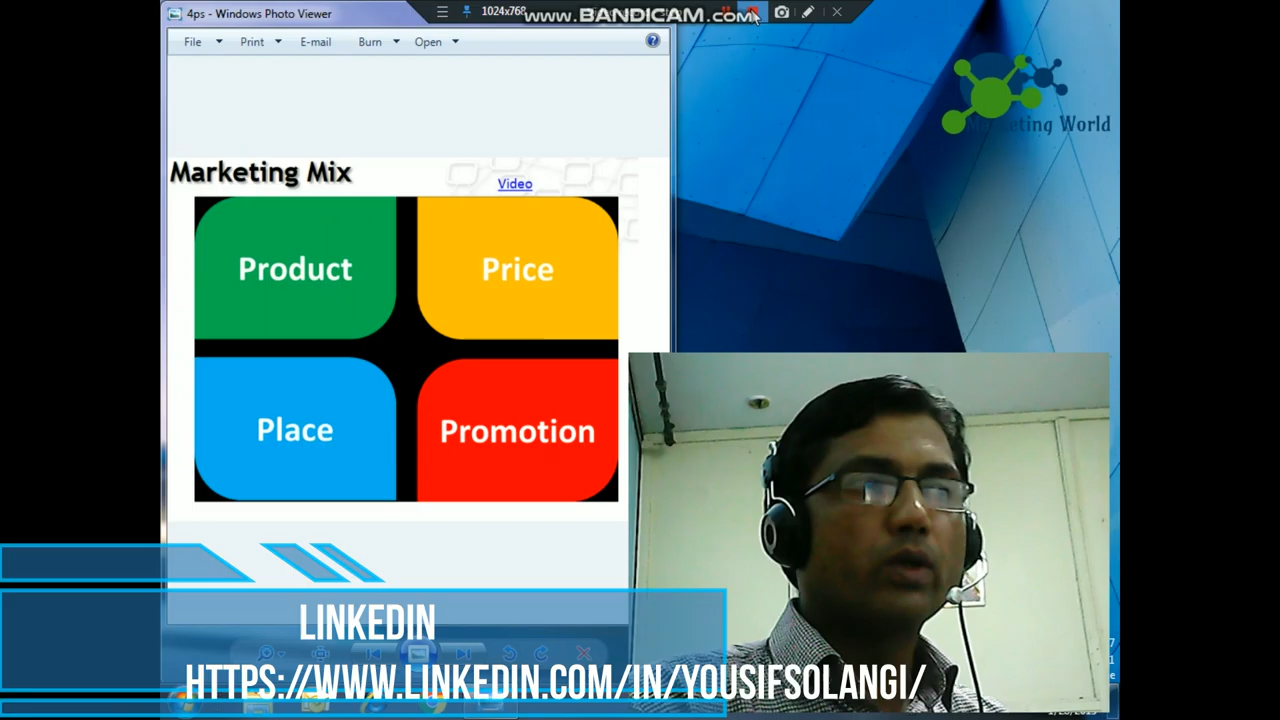 4ps - Windows Photo Viewer
1024x768
www.BANDICAM.com
File Print E-mail Burn Open
Marketing World
Marketing Mix
Video
Product
Price
Place
Promotion
LINKEDIN
HTTPS://WWW.LINKEDIN.COM/IN/YOUSIFSOLANGI/